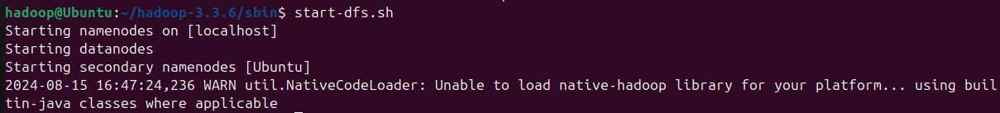 hadoop@Ubuntu:~/hadoop-3.3.6/sbin$ start-dfs.sh
Starting namenodes on [localhost]
Starting datanodes
Starting secondary namenodes [Ubuntu]
2024-08-15 16:47:24,236 WARN util.NativeCodeLoader: Unable to load native-hadoop library for your platform... using buil
tin-java classes where applicable